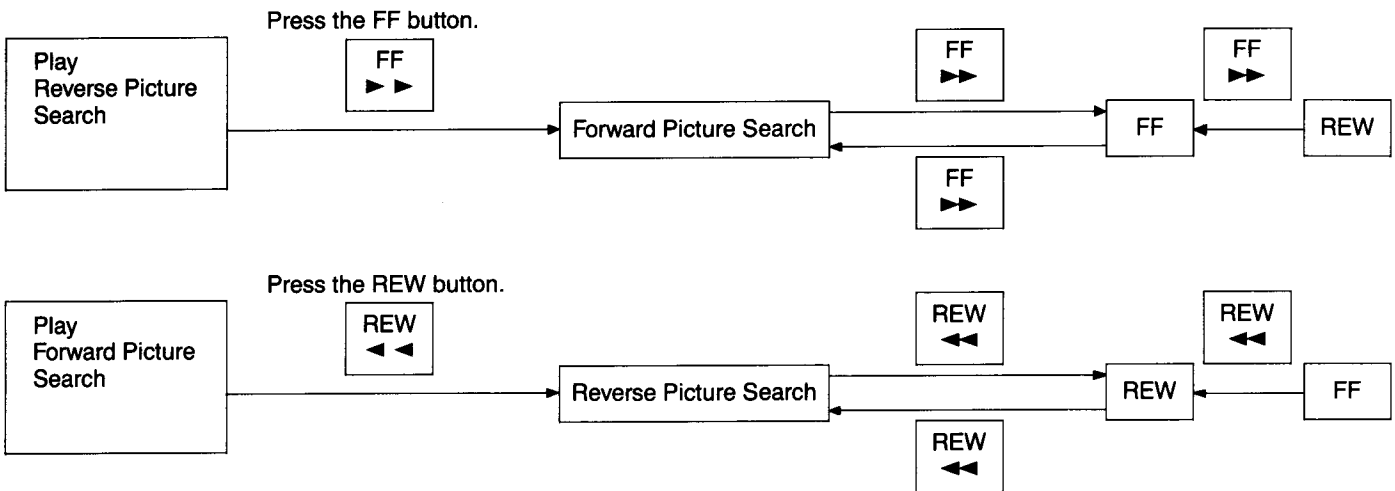 Press the FF button.
Play
Reverse Picture
Search
FF
FF
FF
Forward Picture Search
FF
REW
FF
Press the REW button.
Play
Forward Picture
Search
REW
REW
REW
Reverse Picture Search
REW
FF
REW